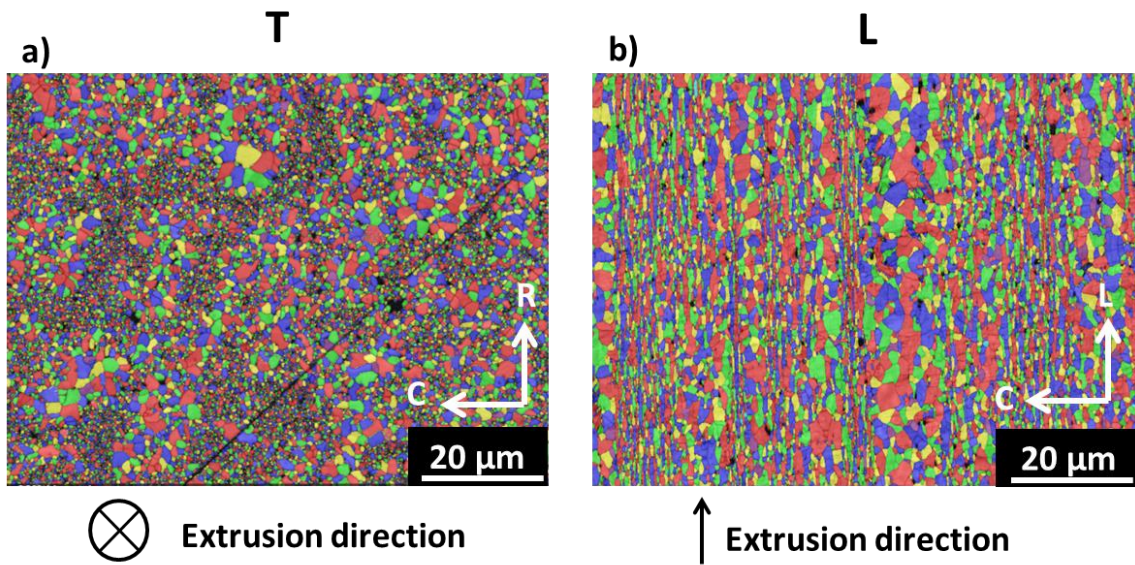 T
L
a)
b)
R
C
20 µm
L
C
20 µm
Extrusion direction
Extrusion direction